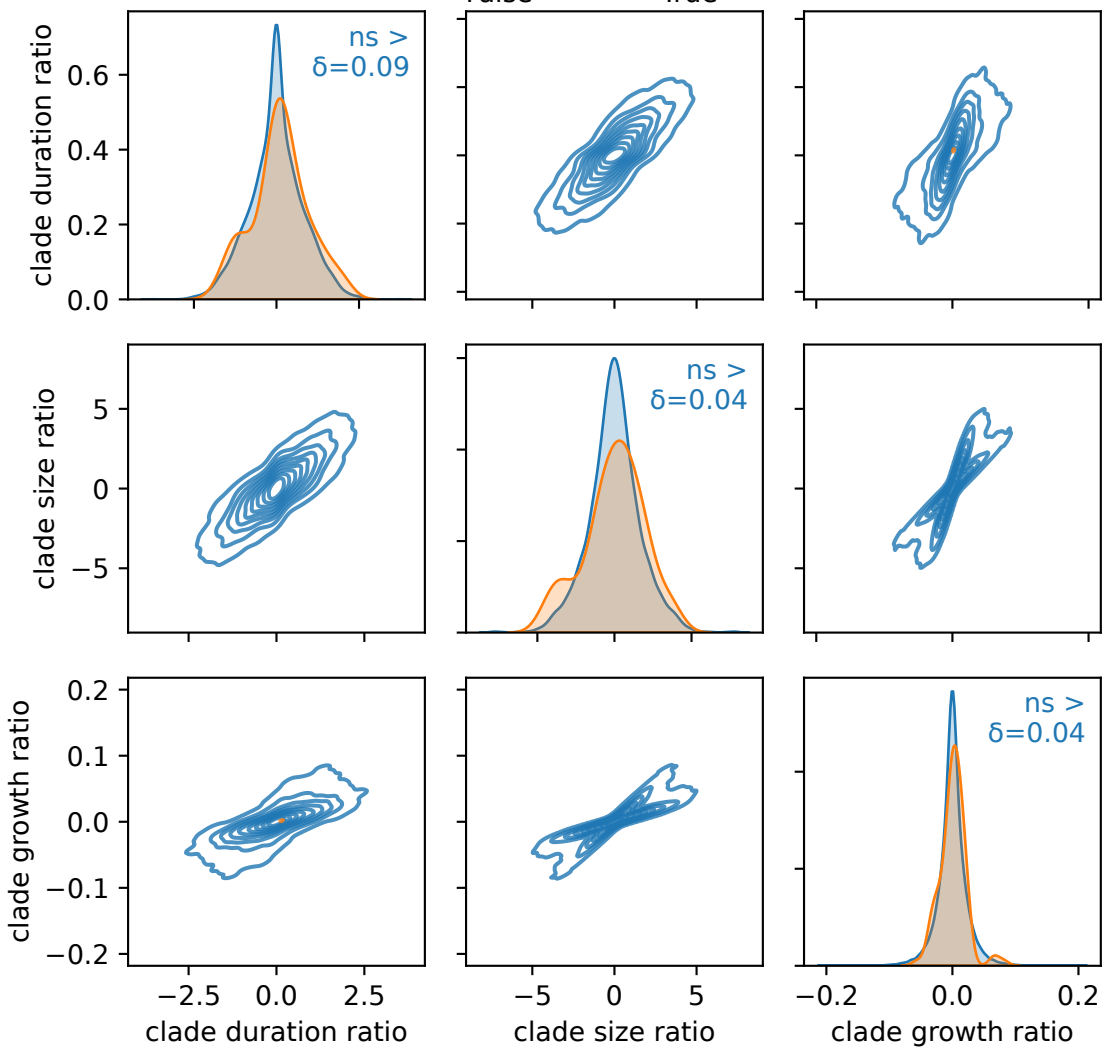 clade duration ratio
0.6
0.4
0.2
0.0
ns >
δ=0.09
clade size ratio
5
0
−5
ns >
δ=0.04
clade growth ratio
0.2
0.1
0.0
−0.1
−0.2
ns >
δ=0.04
−2.5 0.0 2.5
−5 0 5
−0.2 0.0 0.2
clade duration ratio
clade size ratio
clade growth ratio